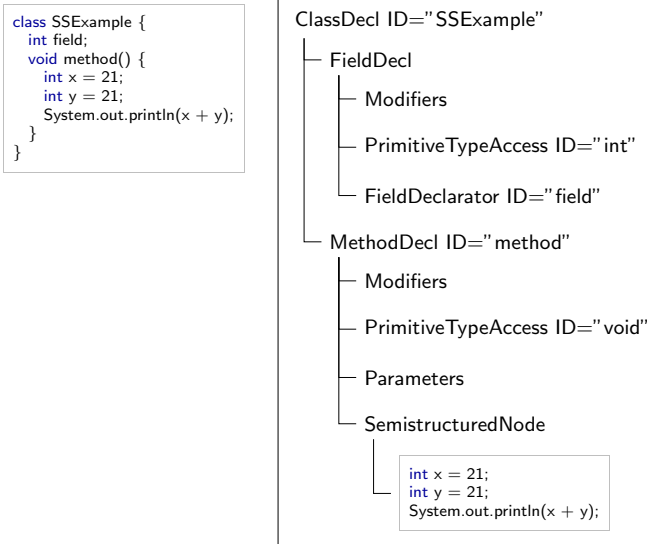 class SSExample {
int field;
void method() {
int x = 21;
int y = 21;
System.out.println(x + y);
}
}
ClassDecl ID="SSExample"
FieldDecl
Modifiers
PrimitiveTypeAccess ID="int"
FieldDeclarator ID="field"
MethodDecl ID="method"
Modifiers
PrimitiveTypeAccess ID="void"
Parameters
SemistructuredNode
int x = 21;
int y = 21;
System.out.println(x + y);